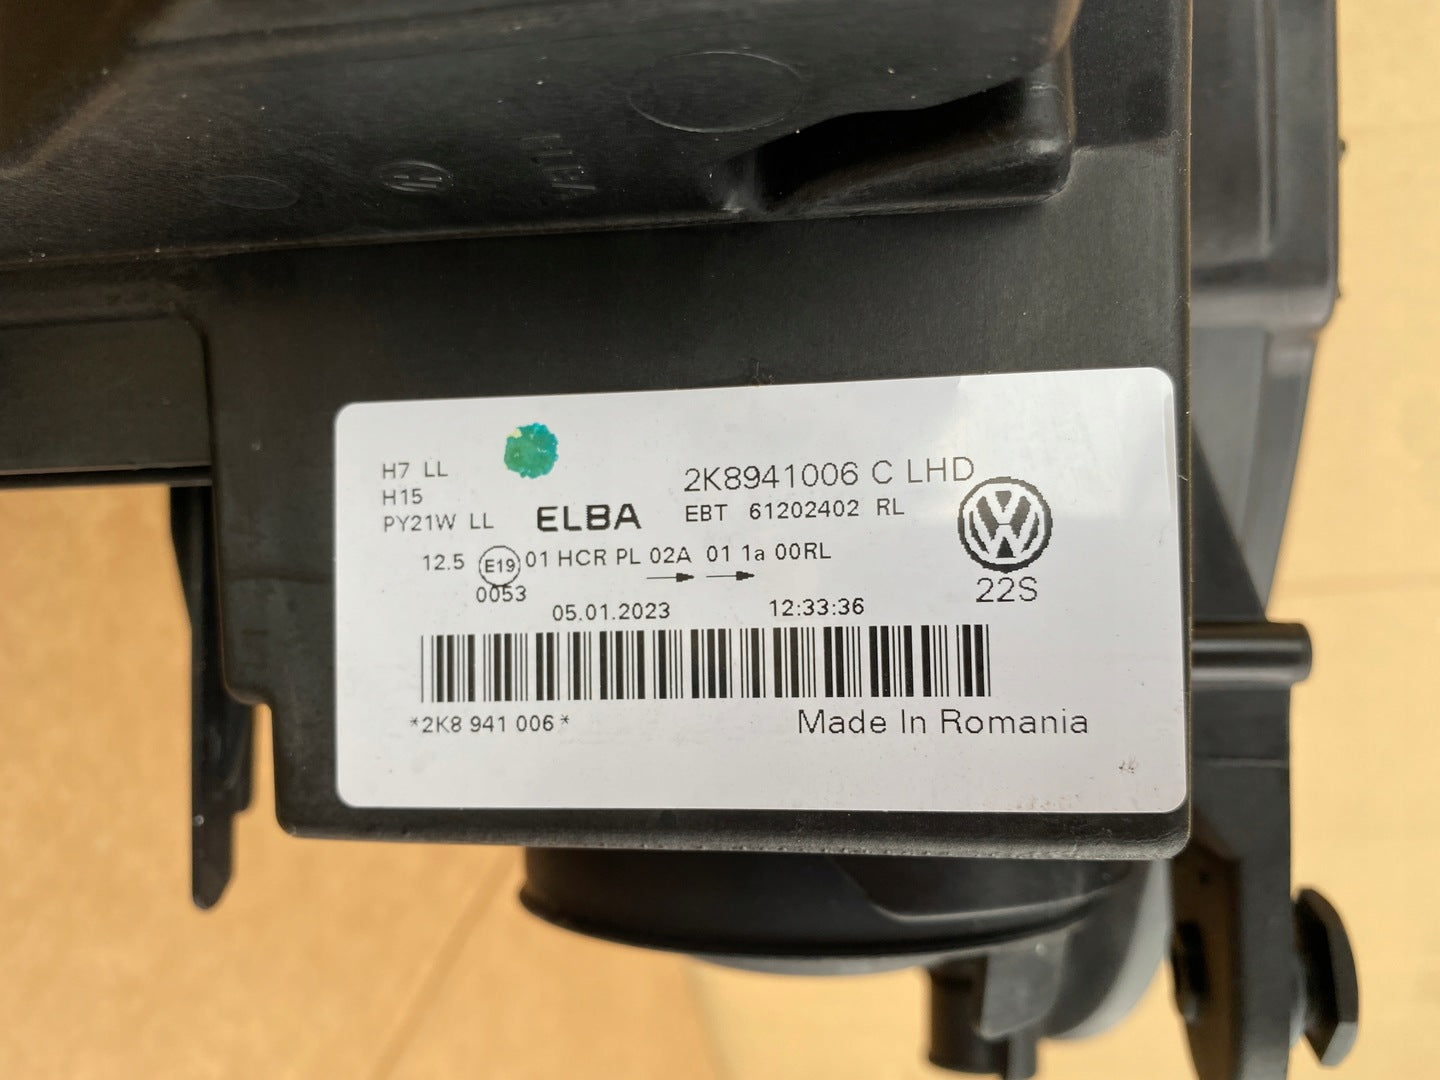 H7 LL
H15
PY21W LL
ELBA
2K8941006 C LHD
EBT 61202402 RL
12.5 E19 01 HCR PL 02A 01 1a 00RL
0053
22S
05.01.2023 12:33:36
*2K8 941 006*
Made In Romania